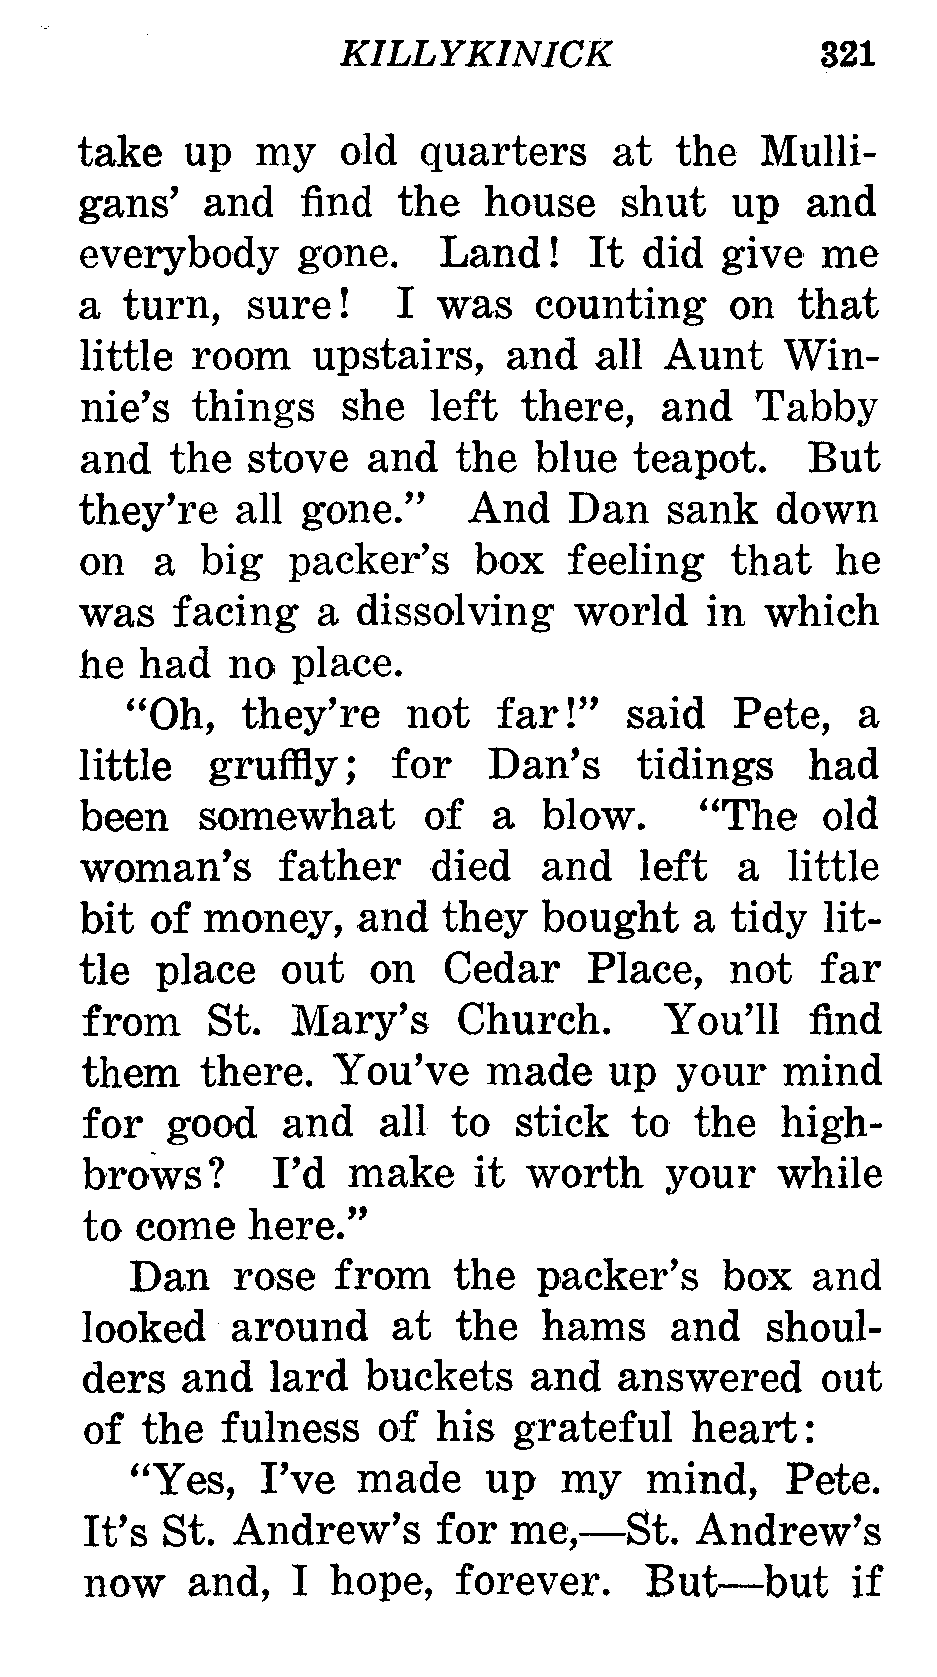 KILLYKINICK 321
take up my old quarters at the Mulli-
gans' and find the house shut up and
everybody gone. Land! It did give me
a turn, sure! I was counting on that
little room upstairs, and all Aunt Win-
nie's things she left there, and Tabby
and the stove and the blue teapot. But
they're all gone." And Dan sank down
on a big packer's box feeling that he
was facing a dissolving world in which
he had no place.
"Oh, they're not far!" said Pete, a
little gruffly; for Dan's tidings had
been somewhat of a blow. "The old
woman's father died and left a little
bit of money, and they bought a tidy lit-
tle place out on Cedar Place, not far
from St. Mary's Church. You'll find
them there. You've made up your mind
for good and all to stick to the high-
brows? I'd make it worth your while
to come here."
Dan rose from the packer's box and
looked around at the hams and shoul-
ders and lard buckets and answered out
of the fulness of his grateful heart:
"Yes, I've made up my mind, Pete.
It's St. Andrew's for me,—St. Andrew's
now and, I hope, forever. But—but if